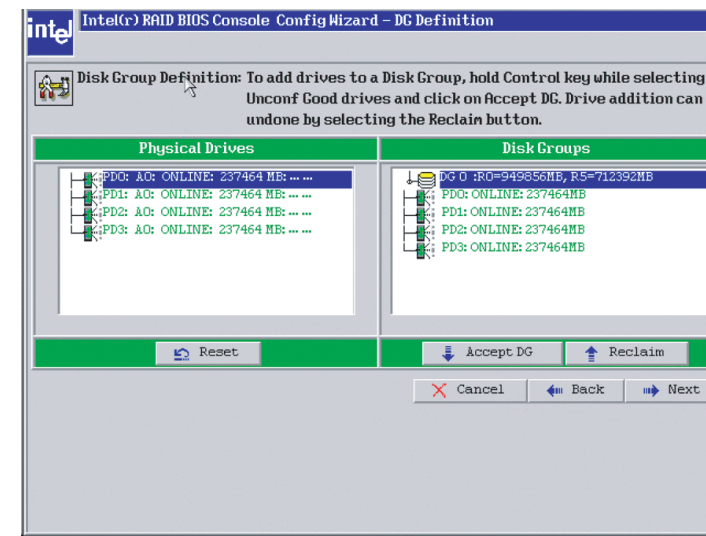 intel
Intel(r) RAID BIOS Console Config Wizard – DG Definition
Disk Group Definition: To add drives to a Disk Group, hold Control key while selecting
Unconf Good drives and click on Accept DG. Drive addition can
undone by selecting the Reclaim button.
Physical Drives
PD0: A0: ONLINE: 237464 MB: ... ...
PD1: A0: ONLINE: 237464 MB: ... ...
PD2: A0: ONLINE: 237464 MB: ... ...
PD3: A0: ONLINE: 237464 MB: ... ...
Disk Groups
DG 0 :R0=949856MB, R5=712392MB
PD0: ONLINE: 237464MB
PD1: ONLINE: 237464MB
PD2: ONLINE: 237464MB
PD3: ONLINE: 237464MB
Reset
Accept DG
Reclaim
Cancel
Back
Next